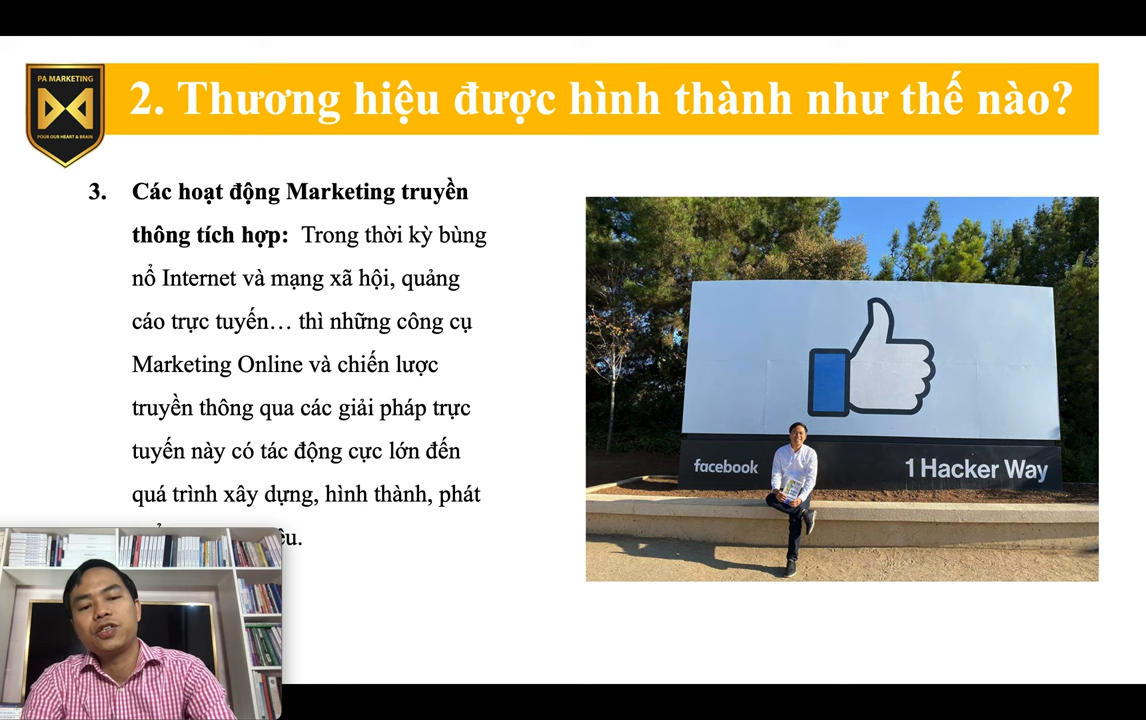 PA MARKETING
POUR OUR HEART & BRAIN
2. Thương hiệu được hình thành như thế nào?
3. Các hoạt động Marketing truyền
thông tích hợp: Trong thời kỳ bùng
nổ Internet và mạng xã hội, quảng
cáo trực tuyến… thì những công cụ
Marketing Online và chiến lược
truyền thông qua các giải pháp trực
tuyến này có tác động cực lớn đến
quá trình xây dựng, hình thành, phát
facebook
1 Hacker Way